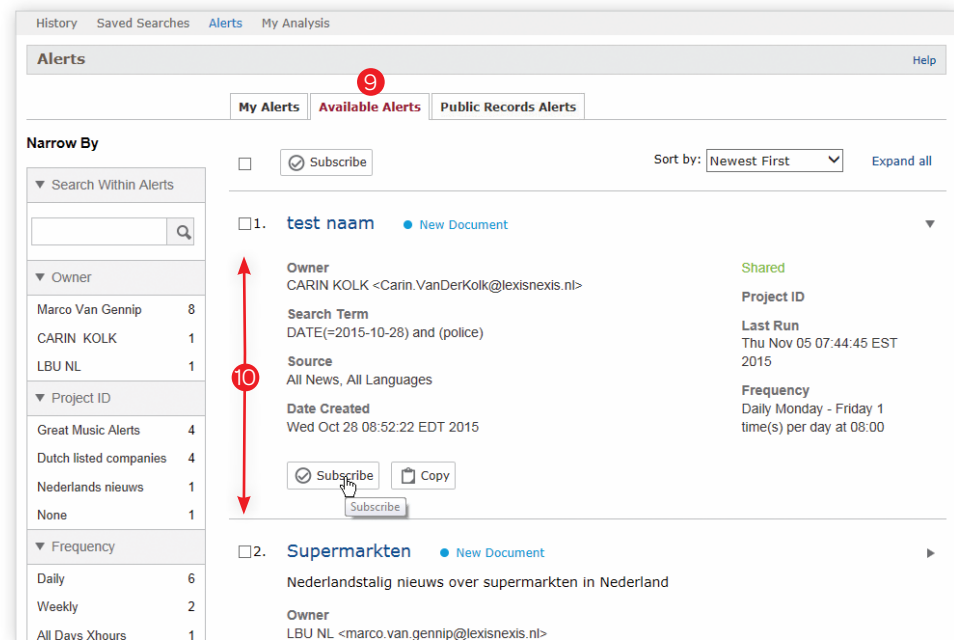 History Saved Searches Alerts My Analysis
Alerts Help
9
My Alerts Available Alerts Public Records Alerts
Narrow By
Search Within Alerts
Owner
Marco Van Gennip 8
CARIN KOLK 1
LBU NL 1
Project ID
Great Music Alerts 4
Dutch listed companies 4
Nederlands nieuws 1
None 1
Frequency
Daily 6
Weekly 2
All Days Xhours 1
Subscribe Sort by: Newest First Expand all
1. test naam New Document
10
Owner
CARIN KOLK <Carin.VanDerKolk@lexisnexis.nl>
Search Term
DATE(=2015-10-28) and (police)
Source
All News, All Languages
Date Created
Wed Oct 28 08:52:22 EDT 2015
Shared
Project ID
Last Run
Thu Nov 05 07:44:45 EST
2015
Frequency
Daily Monday - Friday 1
time(s) per day at 08:00
Subscribe Copy
Subscribe
2. Supermarkten New Document
Nederlandstalig nieuws over supermarkten in Nederland
Owner
LBU NL <marco.van.gennip@lexisnexis.nl>